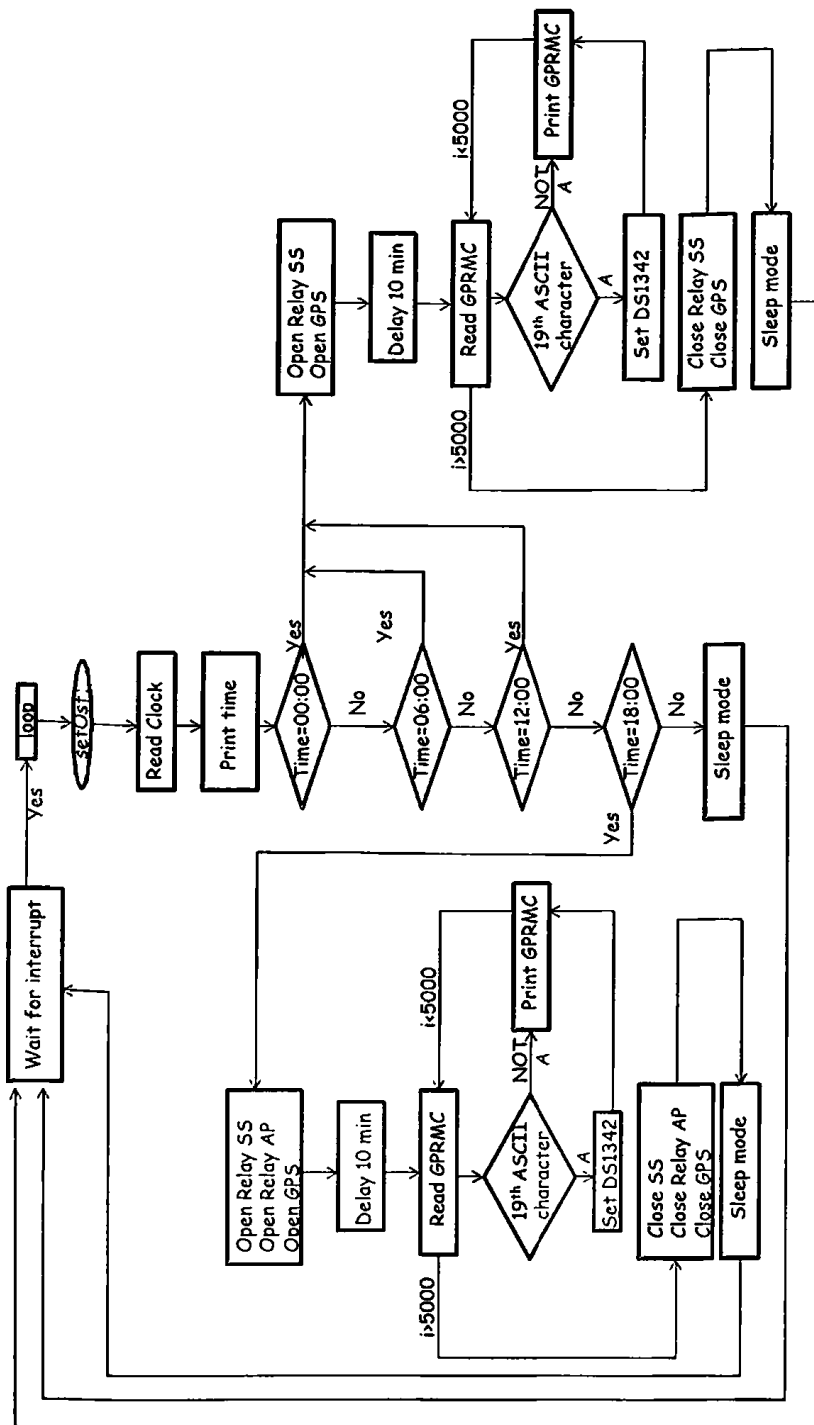 Wait for interrupt
Yes
Loop
Read Clock
Print time
Time=00:00
Yes
No
Time=06:00
Yes
No
Time=12:00
Yes
No
Time=18:00
Yes
No
Sleep mode
Open Relay SS
Open Relay AP
Open GPS
Delay 10 min
Read GPRMC
i>5000
i<5000
19th ASCII
character
NOT
A
Print GPRMC
A
Set DS1342
Close SS
Close Relay AP
Close GPS
Sleep mode
Open Relay SS
Open GPS
Delay 10 min
Read GPRMC
i>5000
i<5000
19th ASCII
character
NOT
A
Print GPRMC
A
Set DS1342
Close Relay SS
Close GPS
Sleep mode